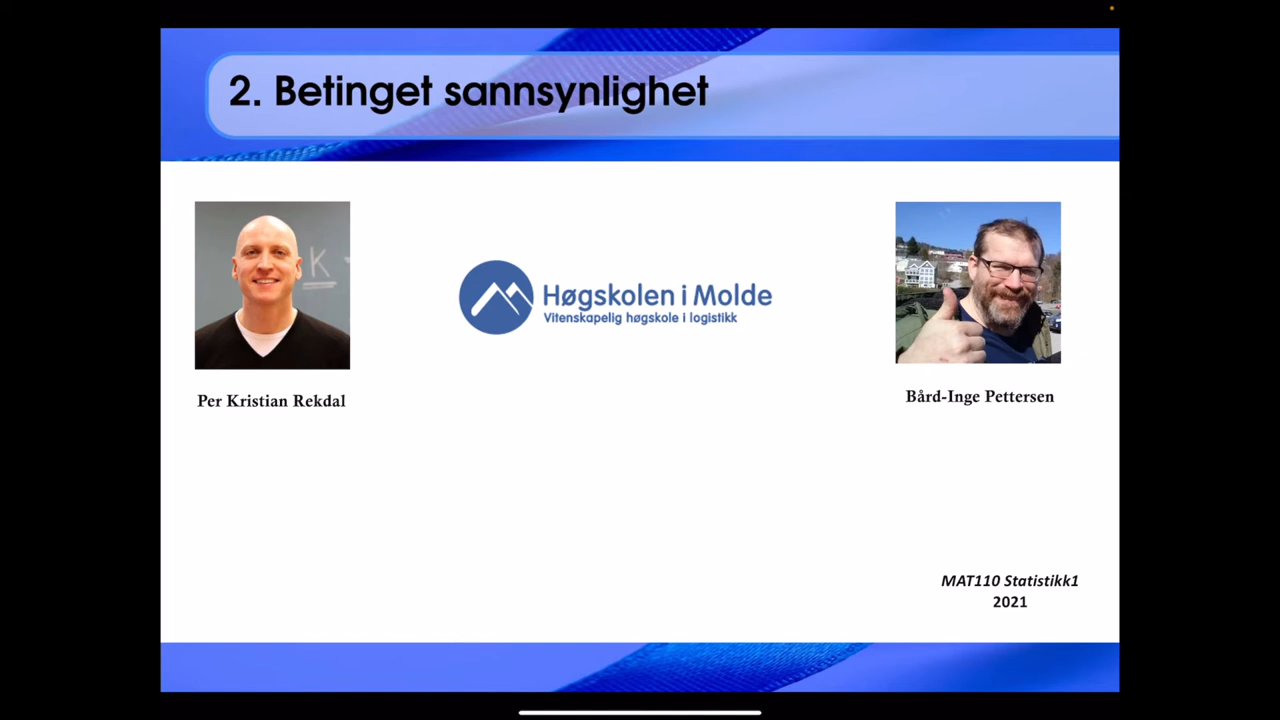 2. Betinget sannsynlighet
K
Høgskolen i Molde
Vitenskapelig høgskole i logistikk
Per Kristian Rekdal
Bård-Inge Pettersen
MAT110 Statistikk1
2021